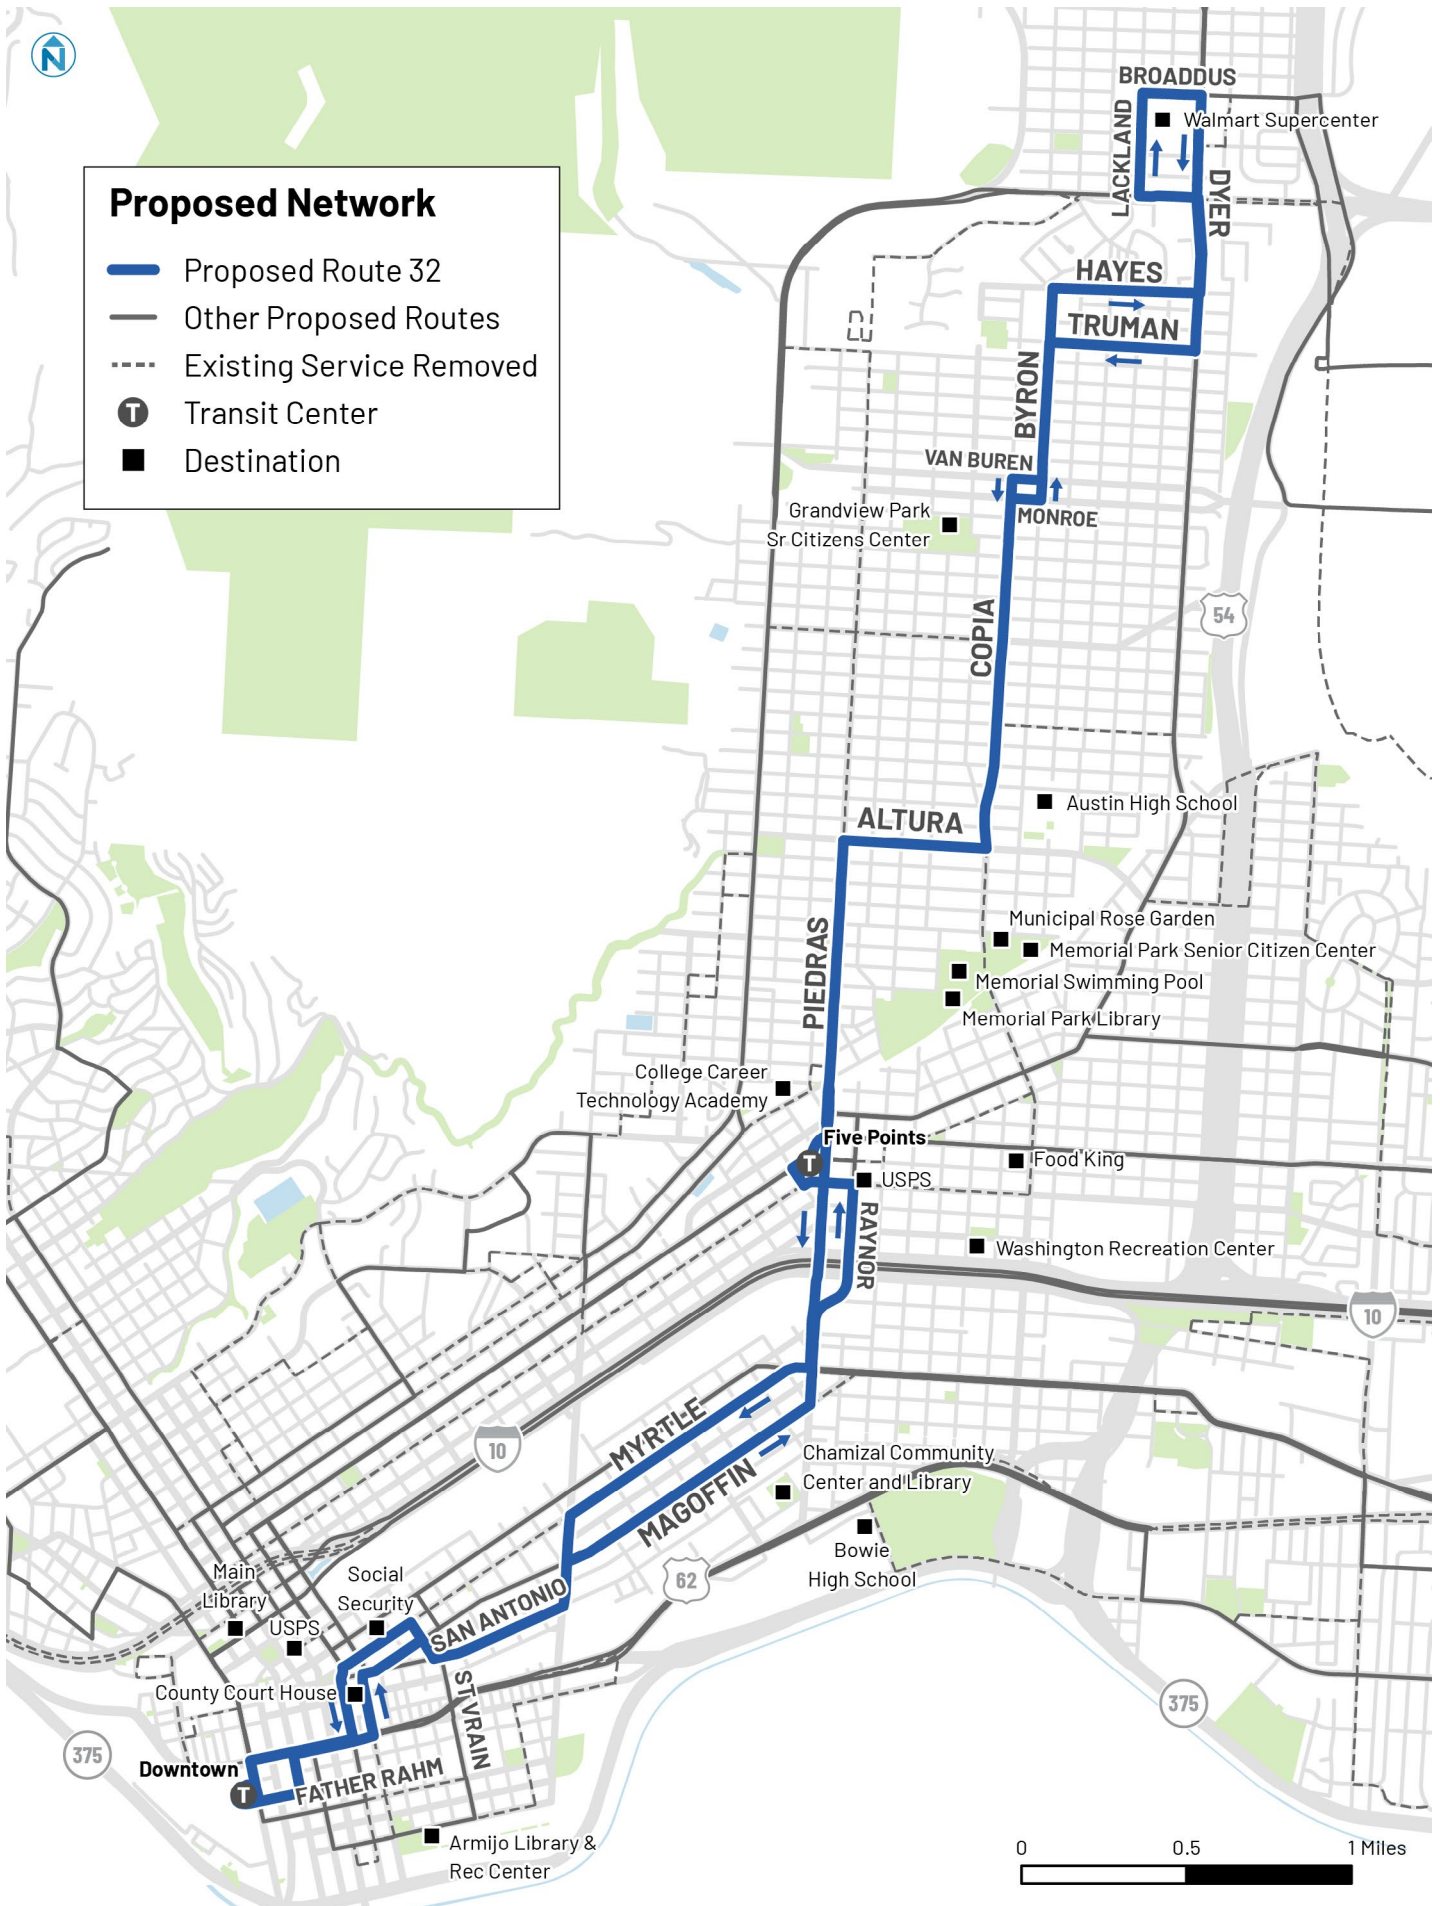 N
BROADDUS
Walmart Supercenter
LACKLAND
DYER
Proposed Network
Proposed Route 32
Other Proposed Routes
Existing Service Removed
T
Transit Center
Destination
HAYES
TRUMAN
BYRON
VAN BUREN
MONROE
Grandview Park
Sr Citizens Center
COPIA
54
Austin High School
ALTURA
PIEDRAS
Municipal Rose Garden
Memorial Park Senior Citizen Center
Memorial Swimming Pool
Memorial Park Library
College Career
Technology Academy
Five Points
T
Food King
USPS
RAYNOR
Washington Recreation Center
10
MYRTLE
MAGOFFIN
10
Chamizal Community
Center and Library
Bowie
High School
62
Main
Library
USPS
Social
Security
SAN ANTONIO
County Court House
ST VRAIN
375
375
Downtown
T
FATHER RAHM
Armijo Library &
Rec Center
0 0.5 1 Miles